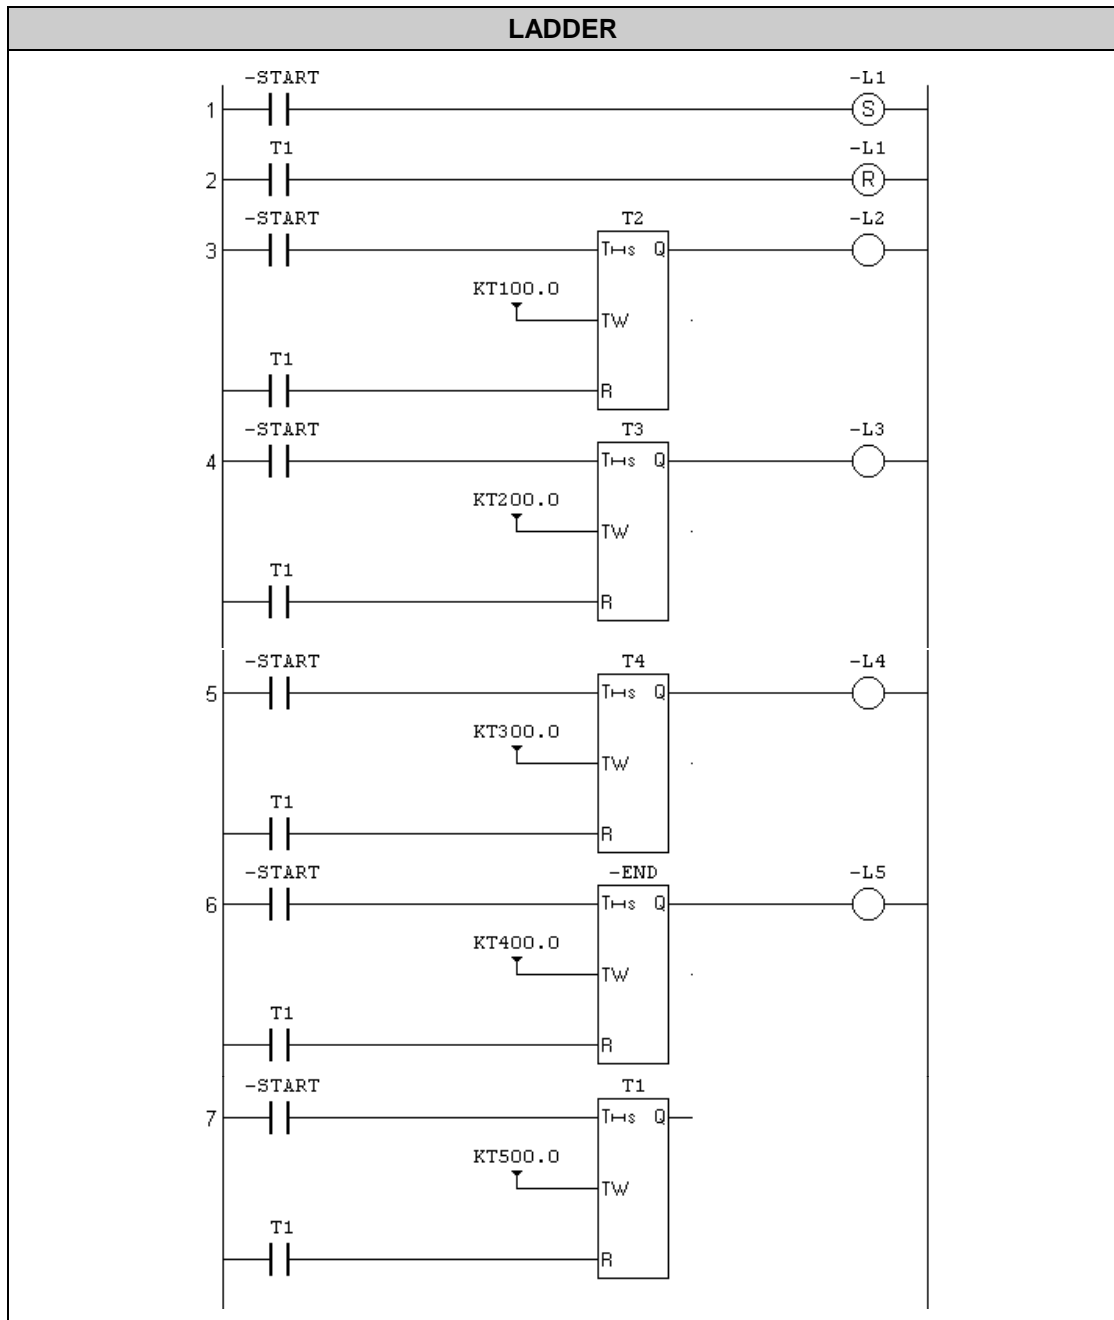 LADDER
-START -L1
1 S
T1 -L1
2 R
-START T2 -L2
3 T⊢⊣s Q
KT100.0
TW
T1
R
-START T3 -L3
4 T⊢⊣s Q
KT200.0
TW
T1
R
-START T4 -L4
5 T⊢⊣s Q
KT300.0
TW
T1
R
-START -END -L5
6 T⊢⊣s Q
KT400.0
TW
T1
R
-START T1
7 T⊢⊣s Q
KT500.0
TW
T1
R